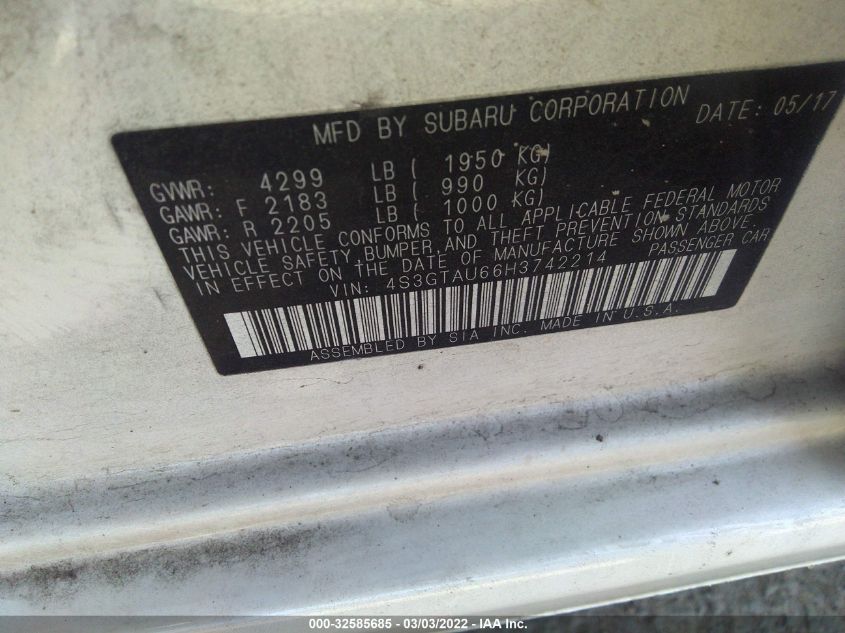 MFD BY SUBARU CORPORATION DATE: 05/17
GVWR: 4299 LB ( 1950 KG)
GAWR: F 2183 LB ( 990 KG)
GAWR: R 2205 LB ( 1000 KG)
THIS VEHICLE CONFORMS TO ALL APPLICABLE FEDERAL MOTOR
VEHICLE SAFETY, BUMPER, AND THEFT PREVENTION STANDARDS
IN EFFECT ON THE DATE OF MANUFACTURE SHOWN ABOVE.
VIN: 4S3GTAU66H3742214 PASSENGER CAR
ASSEMBLED BY SIA INC. MADE IN U.S.A.
000-32585685 - 03/03/2022 - IAA Inc.